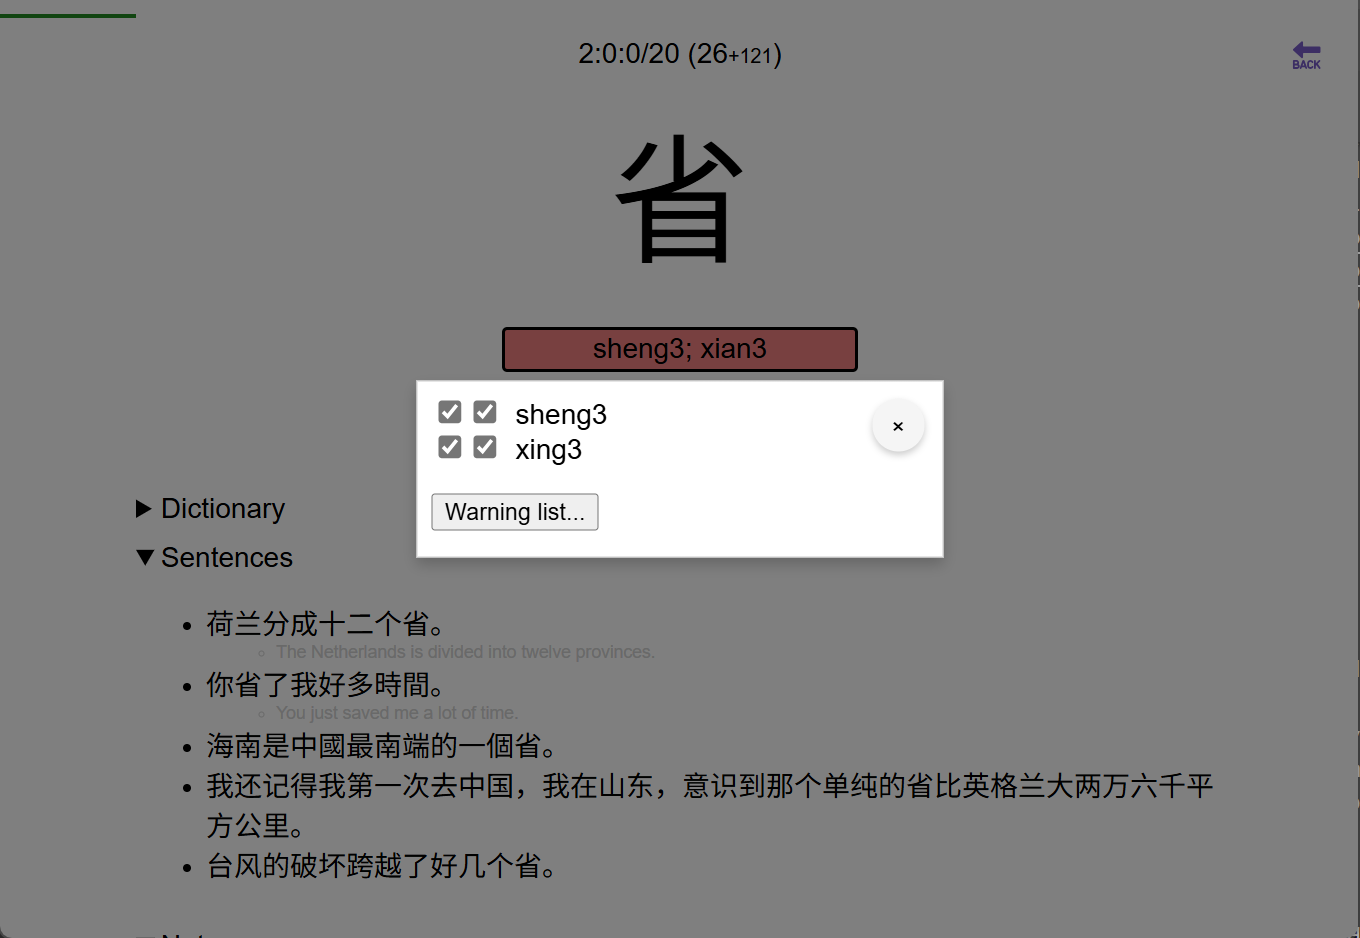 2:0:0/20 (26+121)
BACK
省
sheng3; xian3
sheng3
×
xing3
Warning list...
Dictionary
Sentences
荷兰分成十二个省。
The Netherlands is divided into twelve provinces.
你省了我好多時間。
You just saved me a lot of time.
海南是中國最南端的一個省。
我还记得我第一次去中国，我在山东，意识到那个单纯的省比英格兰大两万六千平
方公里。
台风的破坏跨越了好几个省。